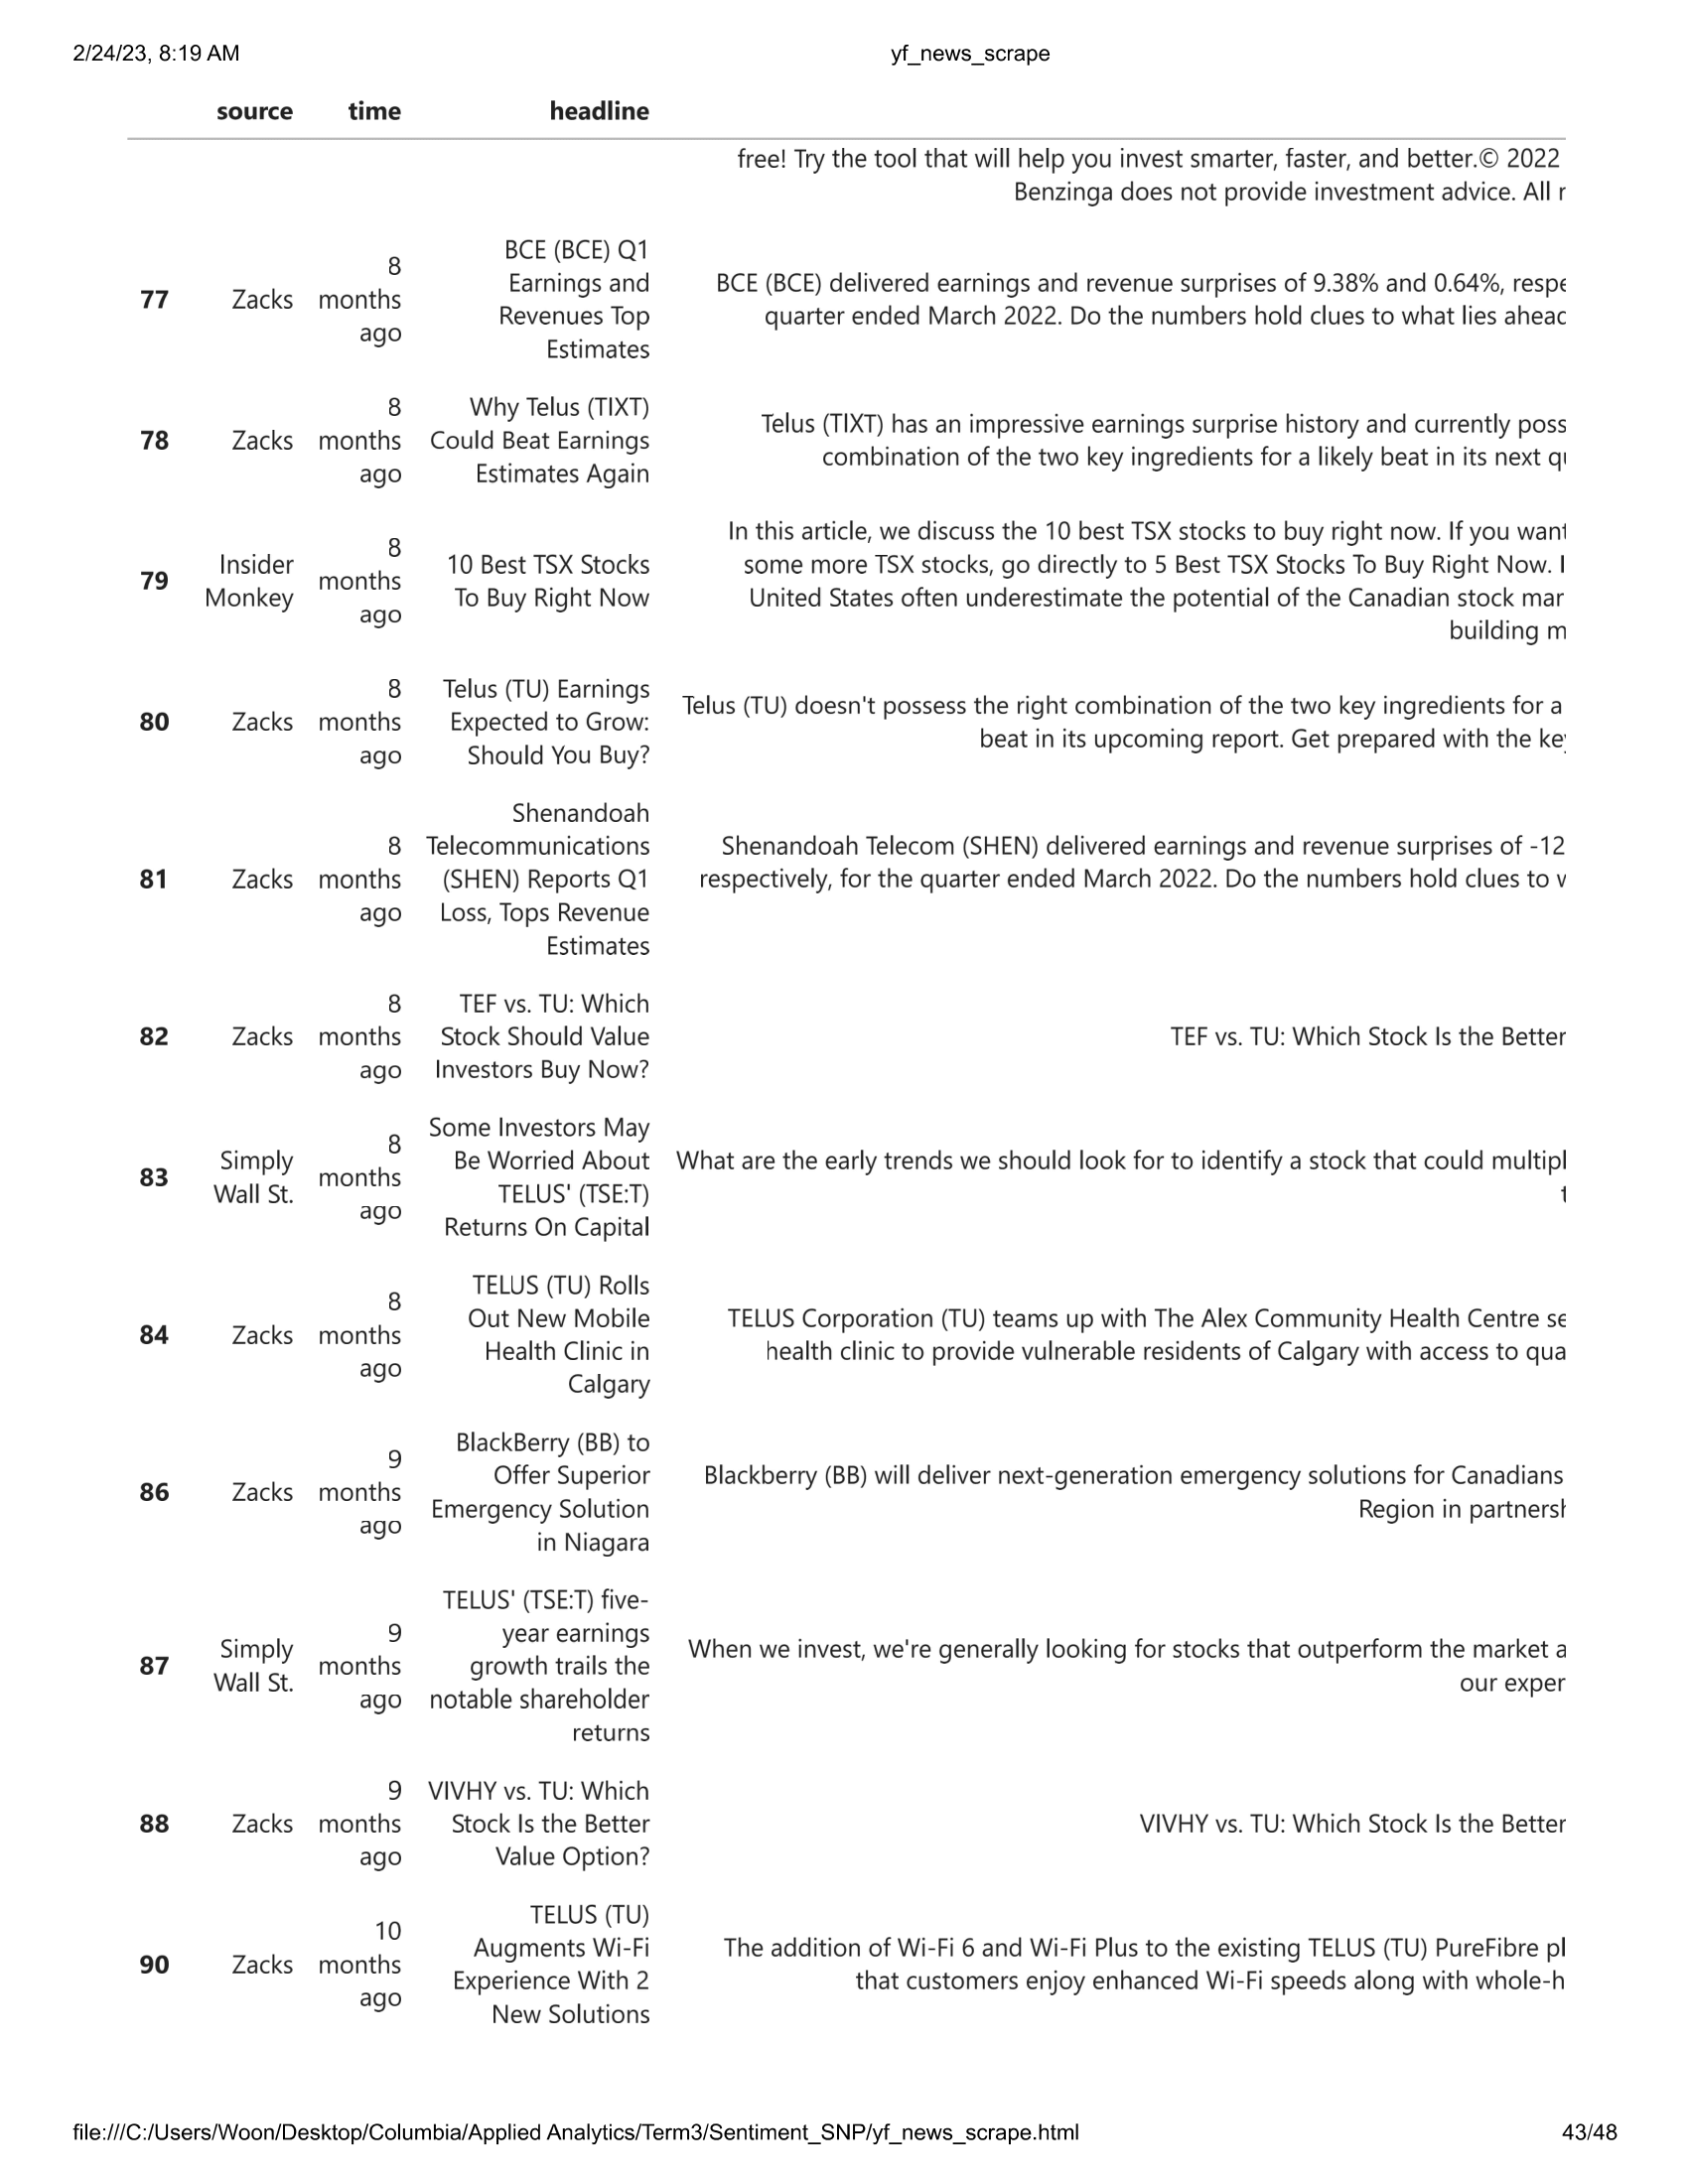 2/24/23, 8:19 AM yf_news_scrape
source time headline
free! Try the tool that will help you invest smarter, faster, and better.© 2022
Benzinga does not provide investment advice. All r
77 Zacks 8 months ago BCE (BCE) Q1 Earnings and Revenues Top Estimates
BCE (BCE) delivered earnings and revenue surprises of 9.38% and 0.64%, respe
quarter ended March 2022. Do the numbers hold clues to what lies ahead
78 Zacks 8 months ago Why Telus (TIXT) Could Beat Earnings Estimates Again
Telus (TIXT) has an impressive earnings surprise history and currently poss
combination of the two key ingredients for a likely beat in its next qu
79 Insider Monkey 8 months ago 10 Best TSX Stocks To Buy Right Now
In this article, we discuss the 10 best TSX stocks to buy right now. If you want
some more TSX stocks, go directly to 5 Best TSX Stocks To Buy Right Now. I
United States often underestimate the potential of the Canadian stock mar
building m
80 Zacks 8 months ago Telus (TU) Earnings Expected to Grow: Should You Buy?
Telus (TU) doesn't possess the right combination of the two key ingredients for a
beat in its upcoming report. Get prepared with the key
81 Zacks 8 months ago Shenandoah Telecommunications (SHEN) Reports Q1 Loss, Tops Revenue Estimates
Shenandoah Telecom (SHEN) delivered earnings and revenue surprises of -12
respectively, for the quarter ended March 2022. Do the numbers hold clues to w
82 Zacks 8 months ago TEF vs. TU: Which Stock Should Value Investors Buy Now?
TEF vs. TU: Which Stock Is the Better
83 Simply Wall St. 8 months ago Some Investors May Be Worried About TELUS' (TSE:T) Returns On Capital
What are the early trends we should look for to identify a stock that could multipl
t
84 Zacks 8 months ago TELUS (TU) Rolls Out New Mobile Health Clinic in Calgary
TELUS Corporation (TU) teams up with The Alex Community Health Centre se
health clinic to provide vulnerable residents of Calgary with access to qua
86 Zacks 9 months ago BlackBerry (BB) to Offer Superior Emergency Solution in Niagara
Blackberry (BB) will deliver next-generation emergency solutions for Canadians
Region in partnersh
87 Simply Wall St. 9 months ago TELUS' (TSE:T) five-year earnings growth trails the notable shareholder returns
When we invest, we're generally looking for stocks that outperform the market a
our exper
88 Zacks 9 months ago VIVHY vs. TU: Which Stock Is the Better Value Option?
VIVHY vs. TU: Which Stock Is the Better
90 Zacks 10 months ago TELUS (TU) Augments Wi-Fi Experience With 2 New Solutions
The addition of Wi-Fi 6 and Wi-Fi Plus to the existing TELUS (TU) PureFibre pl
that customers enjoy enhanced Wi-Fi speeds along with whole-h
file:///C:/Users/Woon/Desktop/Columbia/Applied Analytics/Term3/Sentiment_SNP/yf_news_scrape.html 43/48